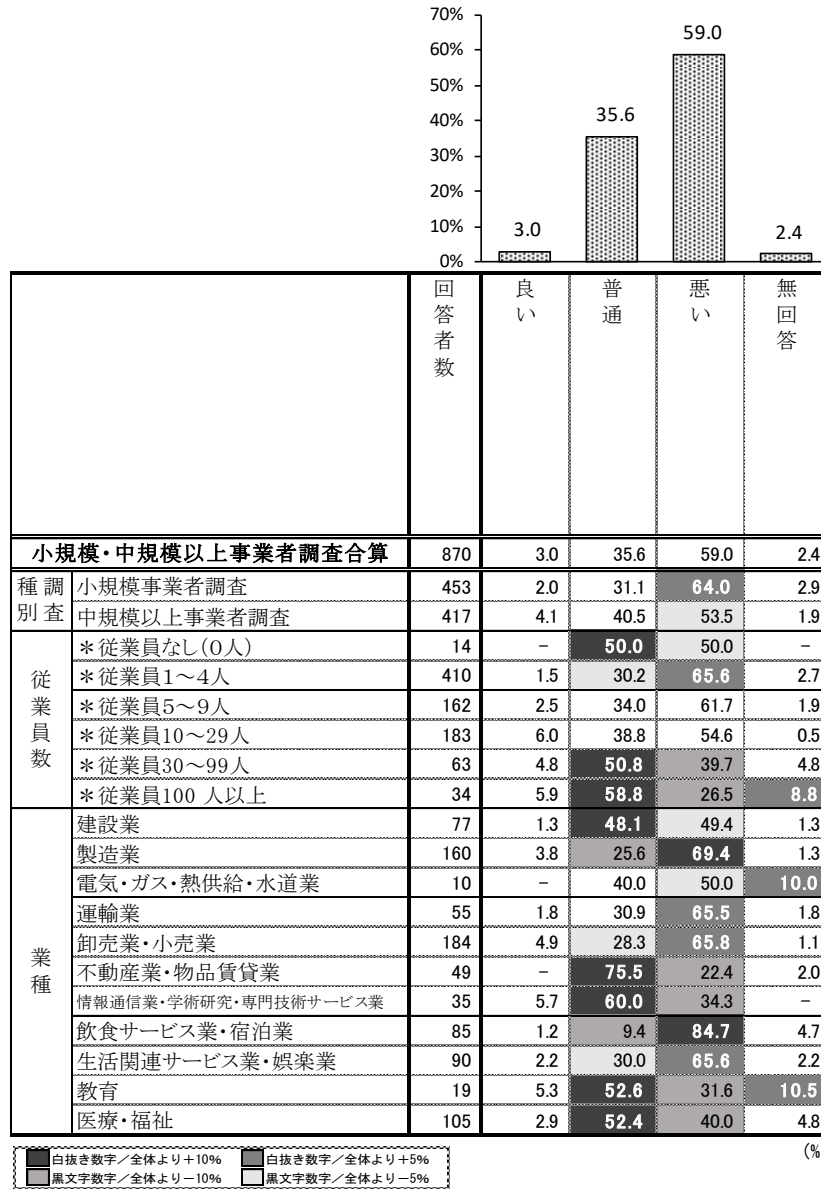 70%
60%
50%
40%
30%
20%
10%
0%
3.0
35.6
59.0
2.4
回答者数 良い 普通 悪い 無回答
小規模・中規模以上事業者調査合算 870 3.0 35.6 59.0 2.4
調査種別
小規模事業者調査 453 2.0 31.1 64.0 2.9
中規模以上事業者調査 417 4.1 40.5 53.5 1.9
従業員数
＊従業員なし(0人) 14 － 50.0 50.0 －
＊従業員1～4人 410 1.5 30.2 65.6 2.7
＊従業員5～9人 162 2.5 34.0 61.7 1.9
＊従業員10～29人 183 6.0 38.8 54.6 0.5
＊従業員30～99人 63 4.8 50.8 39.7 4.8
＊従業員100 人以上 34 5.9 58.8 26.5 8.8
業種
建設業 77 1.3 48.1 49.4 1.3
製造業 160 3.8 25.6 69.4 1.3
電気・ガス・熱供給・水道業 10 － 40.0 50.0 10.0
運輸業 55 1.8 30.9 65.5 1.8
卸売業・小売業 184 4.9 28.3 65.8 1.1
不動産業・物品賃貸業 49 － 75.5 22.4 2.0
情報通信業・学術研究・専門技術サービス業 35 5.7 60.0 34.3 －
飲食サービス業・宿泊業 85 1.2 9.4 84.7 4.7
生活関連サービス業・娯楽業 90 2.2 30.0 65.6 2.2
教育 19 5.3 52.6 31.6 10.5
医療・福祉 105 2.9 52.4 40.0 4.8
(%
白抜き数字／全体より＋10% 白抜き数字／全体より＋5%
黒文字数字／全体より－10% 黒文字数字／全体より－5%